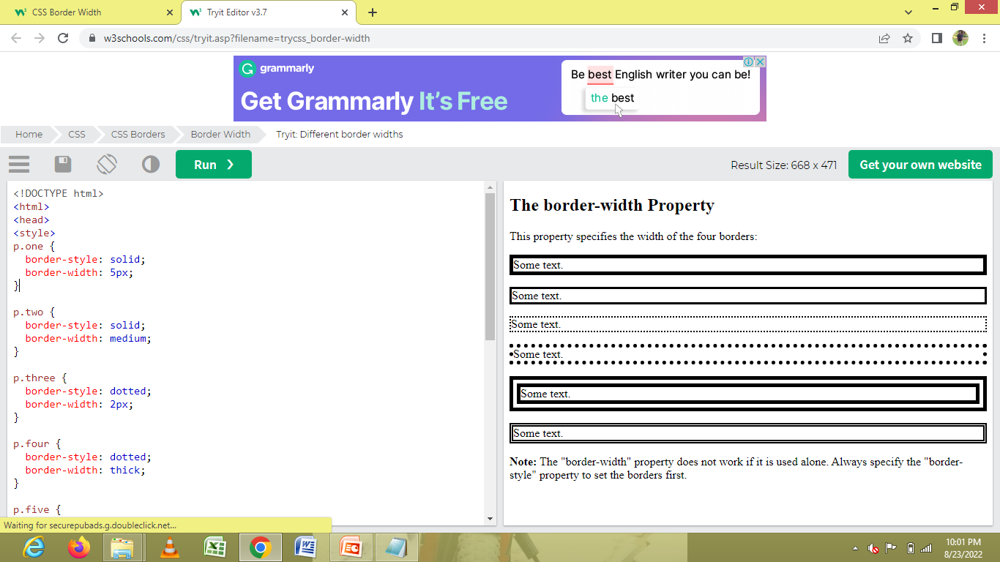 CSS Border Width
Tryit Editor v3.7
w3schools.com/css/tryit.asp?filename=trycss_border-width
grammarly
Get Grammarly It's Free
Be best English writer you can be!
the best
Home
CSS
CSS Borders
Border Width
Tryit: Different border widths
Run ❯
Result Size: 668 x 471
Get your own website
<!DOCTYPE html>
<html>
<head>
<style>
p.one {
  border-style: solid;
  border-width: 5px;
}
p.two {
  border-style: solid;
  border-width: medium;
}
p.three {
  border-style: dotted;
  border-width: 2px;
}
p.four {
  border-style: dotted;
  border-width: thick;
}
p.five {
The border-width Property
This property specifies the width of the four borders:
Some text.
Some text.
Some text.
Some text.
Some text.
Some text.
Note: The "border-width" property does not work if it is used alone. Always specify the "border-
style" property to set the borders first.
Waiting for securepubads.g.doubleclick.net...
10:01 PM
8/23/2022